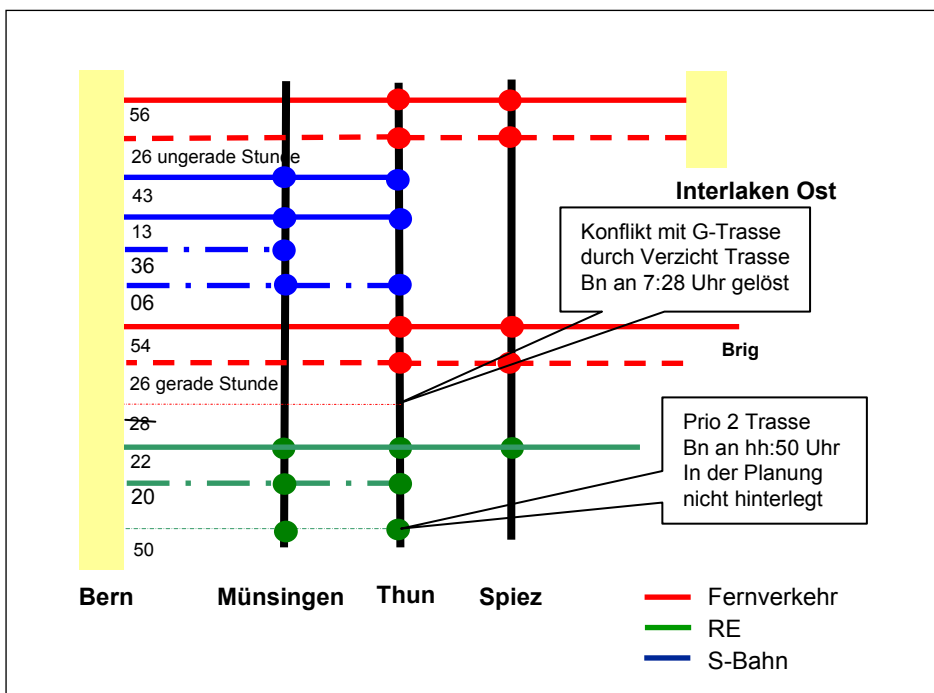 56
26 ungerade Stunde
43
Interlaken Ost
13
Konflikt mit G-Trasse
durch Verzicht Trasse
Bn an 7:28 Uhr gelöst
36
06
54
Brig
26 gerade Stunde
28
Prio 2 Trasse
Bn an hh:50 Uhr
In der Planung
nicht hinterlegt
22
20
50
Bern
Münsingen
Thun
Spiez
Fernverkehr
RE
S-Bahn